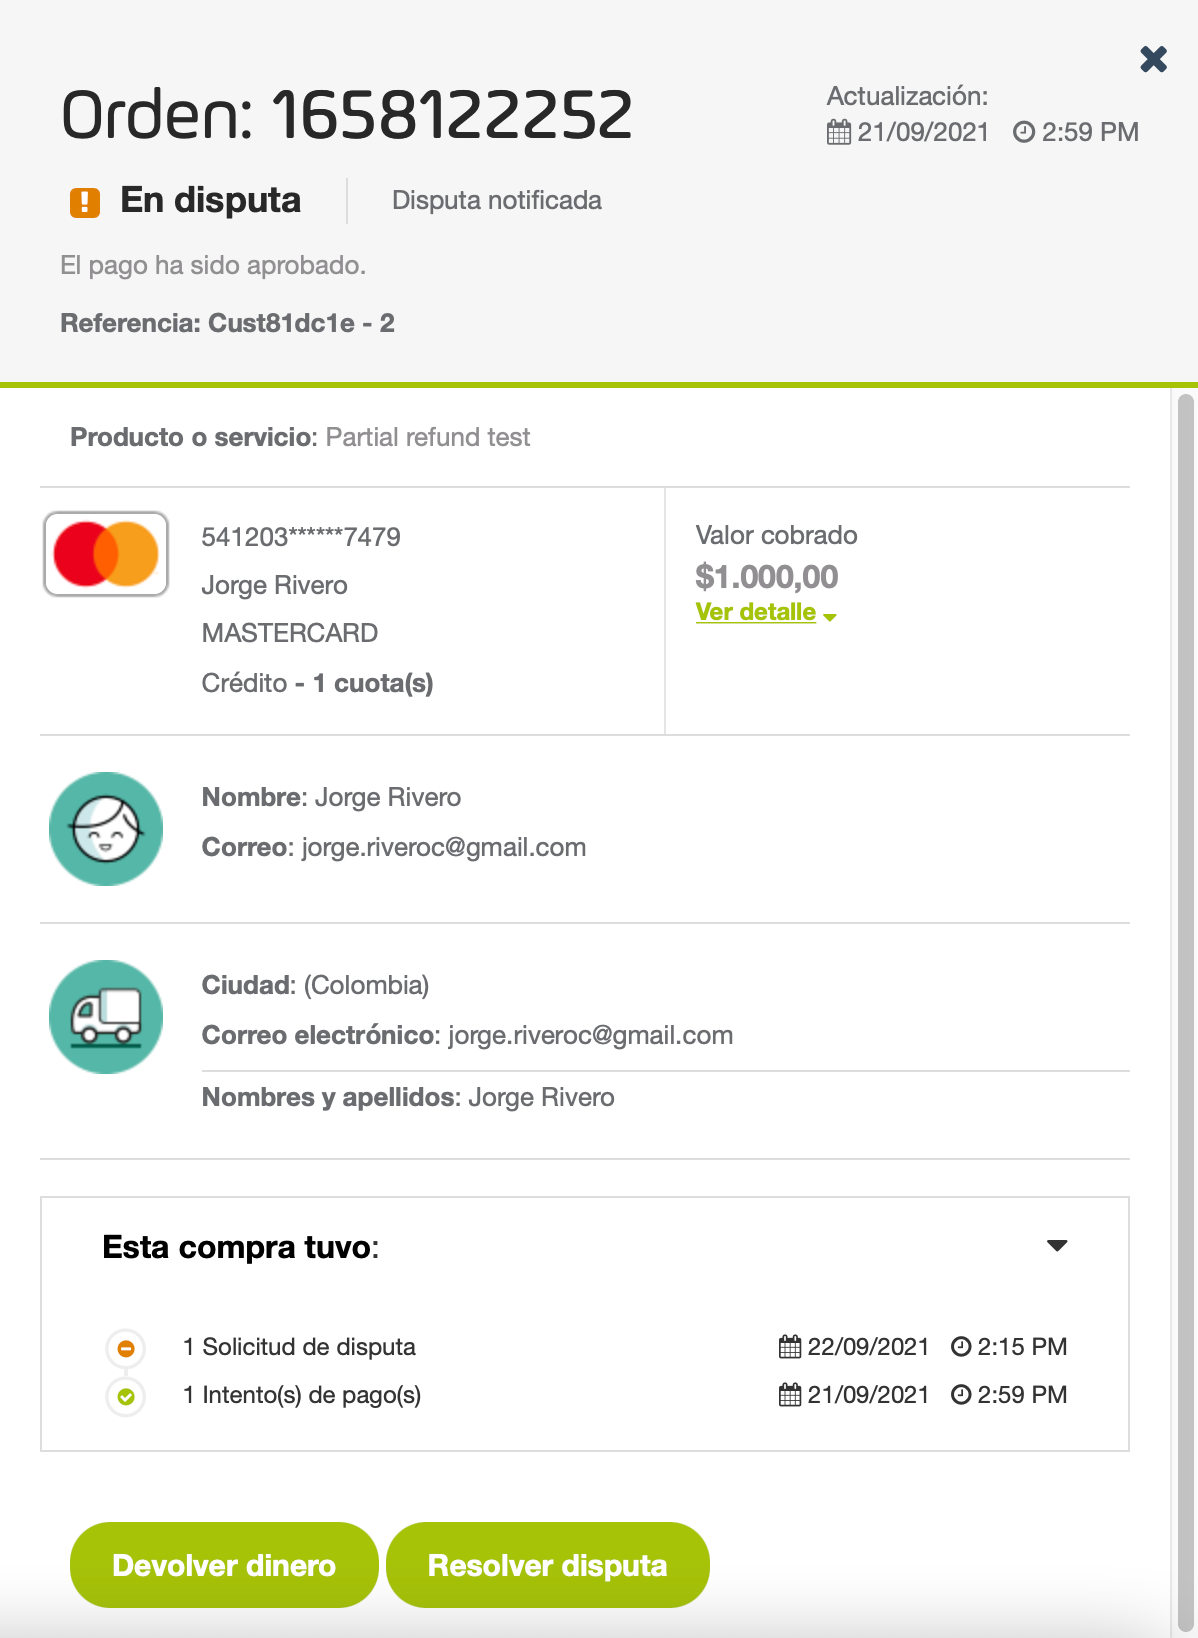 Orden: 1658122252
Actualización:
21/09/2021 2:59 PM
En disputa
Disputa notificada
El pago ha sido aprobado.
Referencia: Cust81dc1e - 2
Producto o servicio: Partial refund test
541203******7479
Jorge Rivero
MASTERCARD
Crédito - 1 cuota(s)
Valor cobrado
$1.000,00
Ver detalle
Nombre: Jorge Rivero
Correo: jorge.riveroc@gmail.com
Ciudad: (Colombia)
Correo electrónico: jorge.riveroc@gmail.com
Nombres y apellidos: Jorge Rivero
Esta compra tuvo:
1 Solicitud de disputa 22/09/2021 2:15 PM
1 Intento(s) de pago(s) 21/09/2021 2:59 PM
Devolver dinero
Resolver disputa